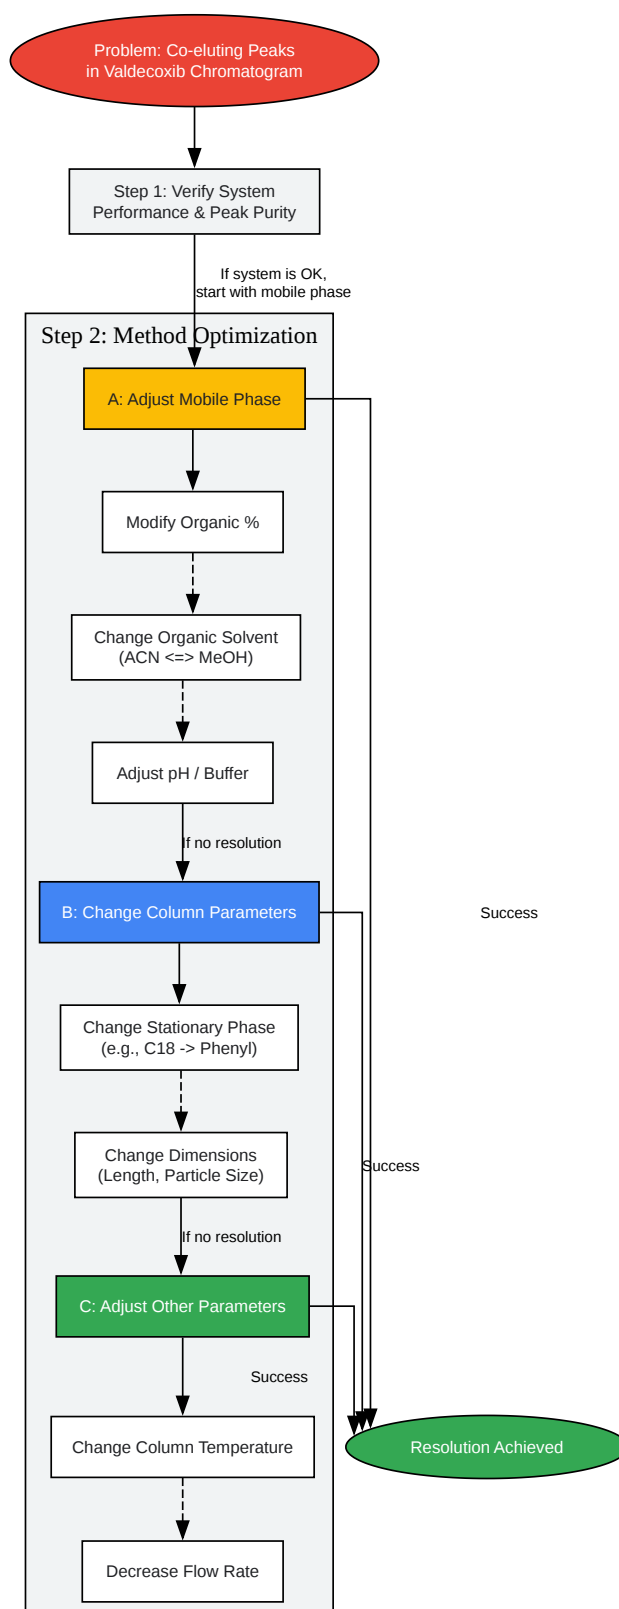 Problem: Co-eluting Peaks
in Valdecoxib Chromatogram
Step 1: Verify System
Performance & Peak Purity
If system is OK,
start with mobile phase
Step 2: Method Optimization
A: Adjust Mobile Phase
Modify Organic %
Change Organic Solvent
(ACN <=> MeOH)
Adjust pH / Buffer
If no resolution
B: Change Column Parameters
Success
Change Stationary Phase
(e.g., C18 -> Phenyl)
Change Dimensions
(Length, Particle Size)
Success
If no resolution
C: Adjust Other Parameters
Success
Change Column Temperature
Resolution Achieved
Decrease Flow Rate